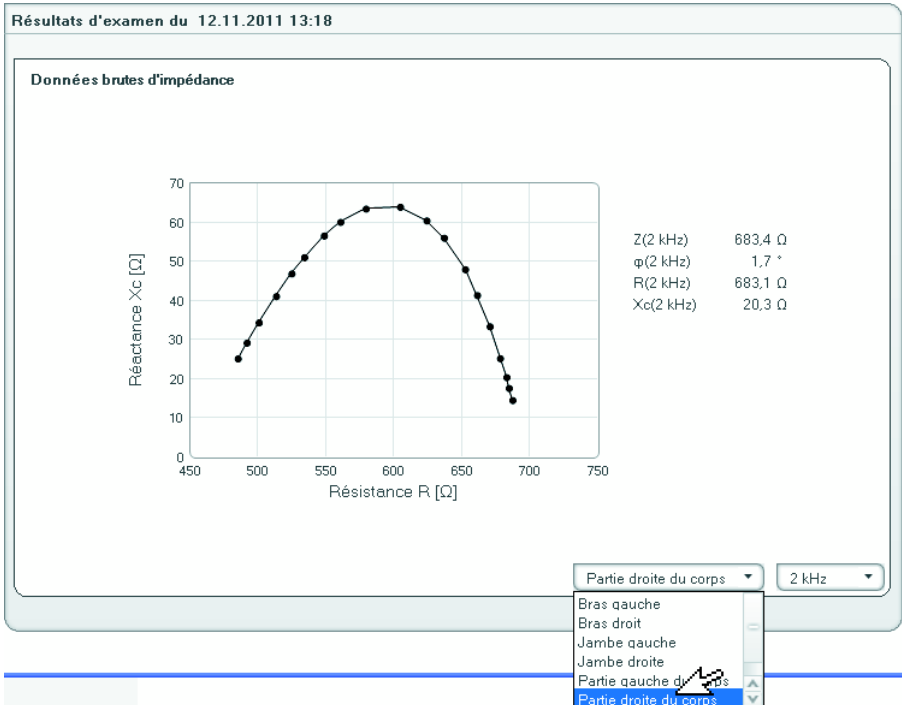 Résultats d'examen du 12.11.2011 13:18
Données brutes d'impédance
70
60
50
40
30
20
10
0
Réactance Xc [Ω]
450 500 550 600 650 700 750
Résistance R [Ω]
Z(2 kHz) 683,4 Ω
φ(2 kHz) 1,7 °
R(2 kHz) 683,1 Ω
Xc(2 kHz) 20,3 Ω
Partie droite du corps 2 kHz
Bras gauche
Bras droit
Jambe gauche
Jambe droite
Partie gauche du
Partie droite du corps